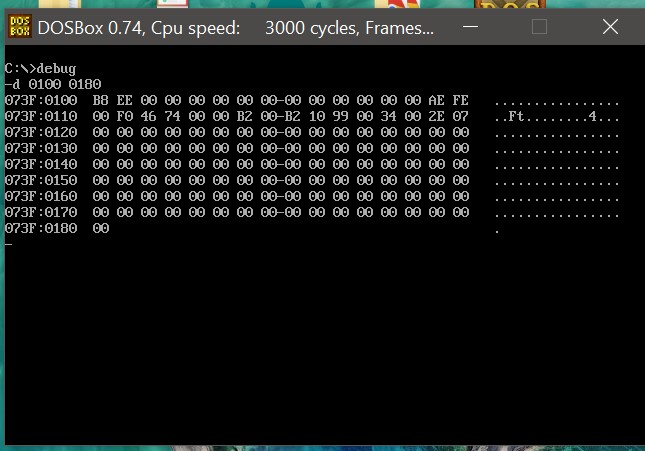 DOS
BOX
DOSBox 0.74, Cpu speed: 3000 cycles, Frames...
C:\>debug
-d 0100 0180
073F:0100 B8 EE 00 00 00 00 00 00-00 00 00 00 00 00 AE FE ................
073F:0110 00 F0 46 74 00 00 B2 00-B2 10 99 00 34 00 2E 07 ..Ft........4...
073F:0120 00 00 00 00 00 00 00 00-00 00 00 00 00 00 00 00 ................
073F:0130 00 00 00 00 00 00 00 00-00 00 00 00 00 00 00 00 ................
073F:0140 00 00 00 00 00 00 00 00-00 00 00 00 00 00 00 00 ................
073F:0150 00 00 00 00 00 00 00 00-00 00 00 00 00 00 00 00 ................
073F:0160 00 00 00 00 00 00 00 00-00 00 00 00 00 00 00 00 ................
073F:0170 00 00 00 00 00 00 00 00-00 00 00 00 00 00 00 00 ................
073F:0180 00 .
-